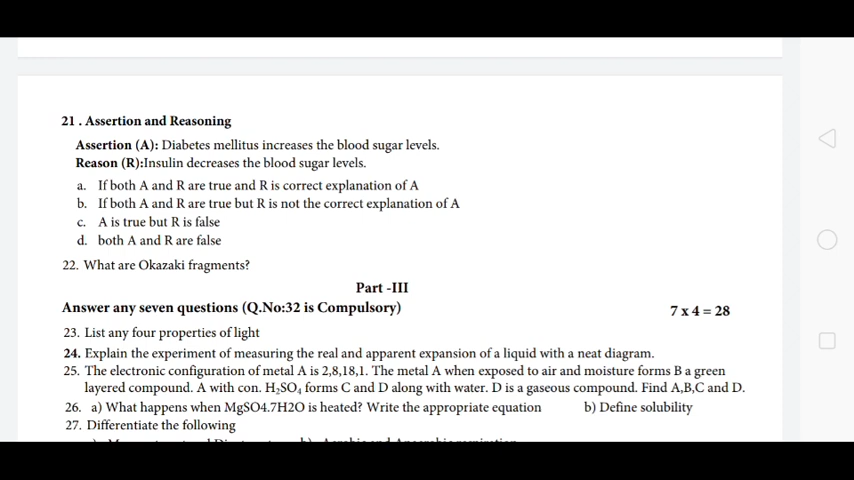 21 . Assertion and Reasoning
Assertion (A): Diabetes mellitus increases the blood sugar levels.
Reason (R):Insulin decreases the blood sugar levels.
a. If both A and R are true and R is correct explanation of A
b. If both A and R are true but R is not the correct explanation of A
c. A is true but R is false
d. both A and R are false
22. What are Okazaki fragments?
Part -III
Answer any seven questions (Q.No:32 is Compulsory) 7 x 4 = 28
23. List any four properties of light
24. Explain the experiment of measuring the real and apparent expansion of a liquid with a neat diagram.
25. The electronic configuration of metal A is 2,8,18,1. The metal A when exposed to air and moisture forms B a green
layered compound. A with con. H₂SO₄ forms C and D along with water. D is a gaseous compound. Find A,B,C and D.
26. a) What happens when MgSO4.7H2O is heated? Write the appropriate equation b) Define solubility
27. Differentiate the following